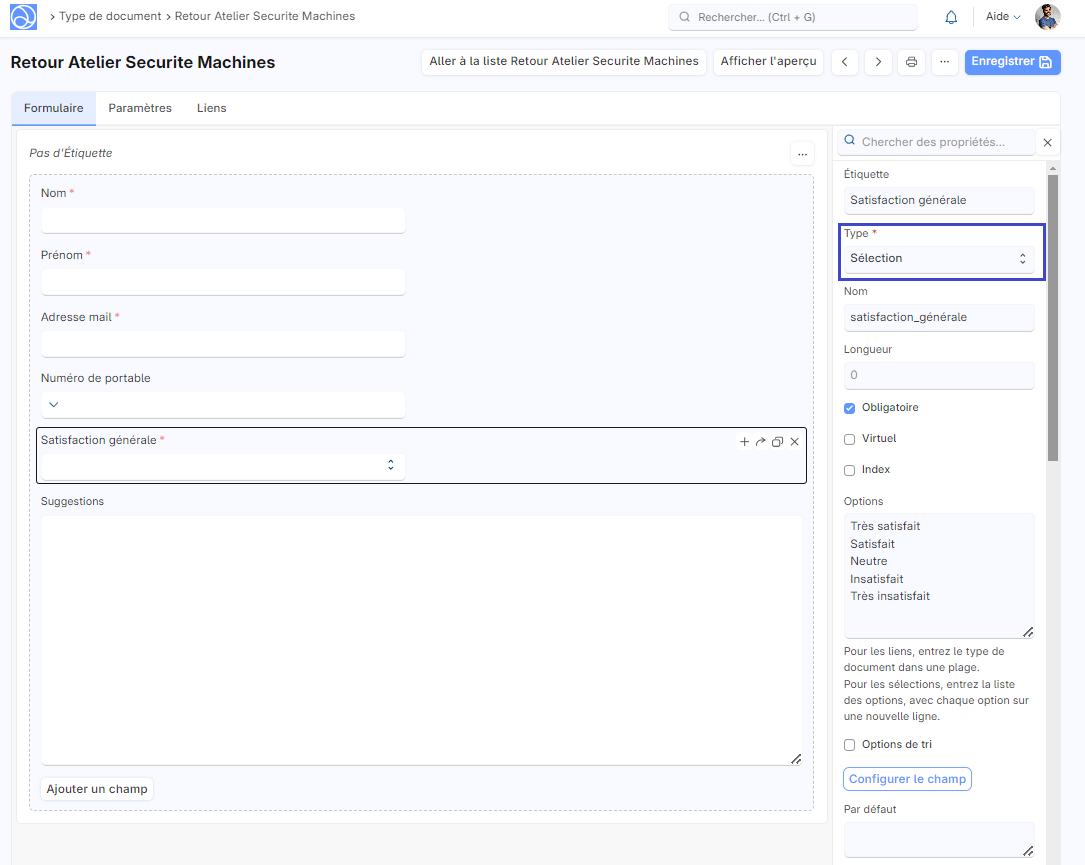 Type de document Retour Atelier Securite Machines
Rechercher... (Ctrl + G)
Aide
Retour Atelier Securite Machines
Aller à la liste Retour Atelier Securite Machines
Afficher l'aperçu
Enregistrer
Formulaire
Paramètres
Liens
Pas d'Étiquette
Nom *
Prénom *
Adresse mail *
Numéro de portable
Satisfaction générale *
Suggestions
Ajouter un champ
Chercher des propriétés...
Étiquette
Satisfaction générale
Type *
Sélection
Nom
satisfaction_générale
Longueur
0
Obligatoire
Virtuel
Index
Options
Très satisfait
Satisfait
Neutre
Insatisfait
Très insatisfait
Pour les liens, entrez le type de
document dans une plage.
Pour les sélections, entrez la liste
des options, avec chaque option sur
une nouvelle ligne.
Options de tri
Configurer le champ
Par défaut